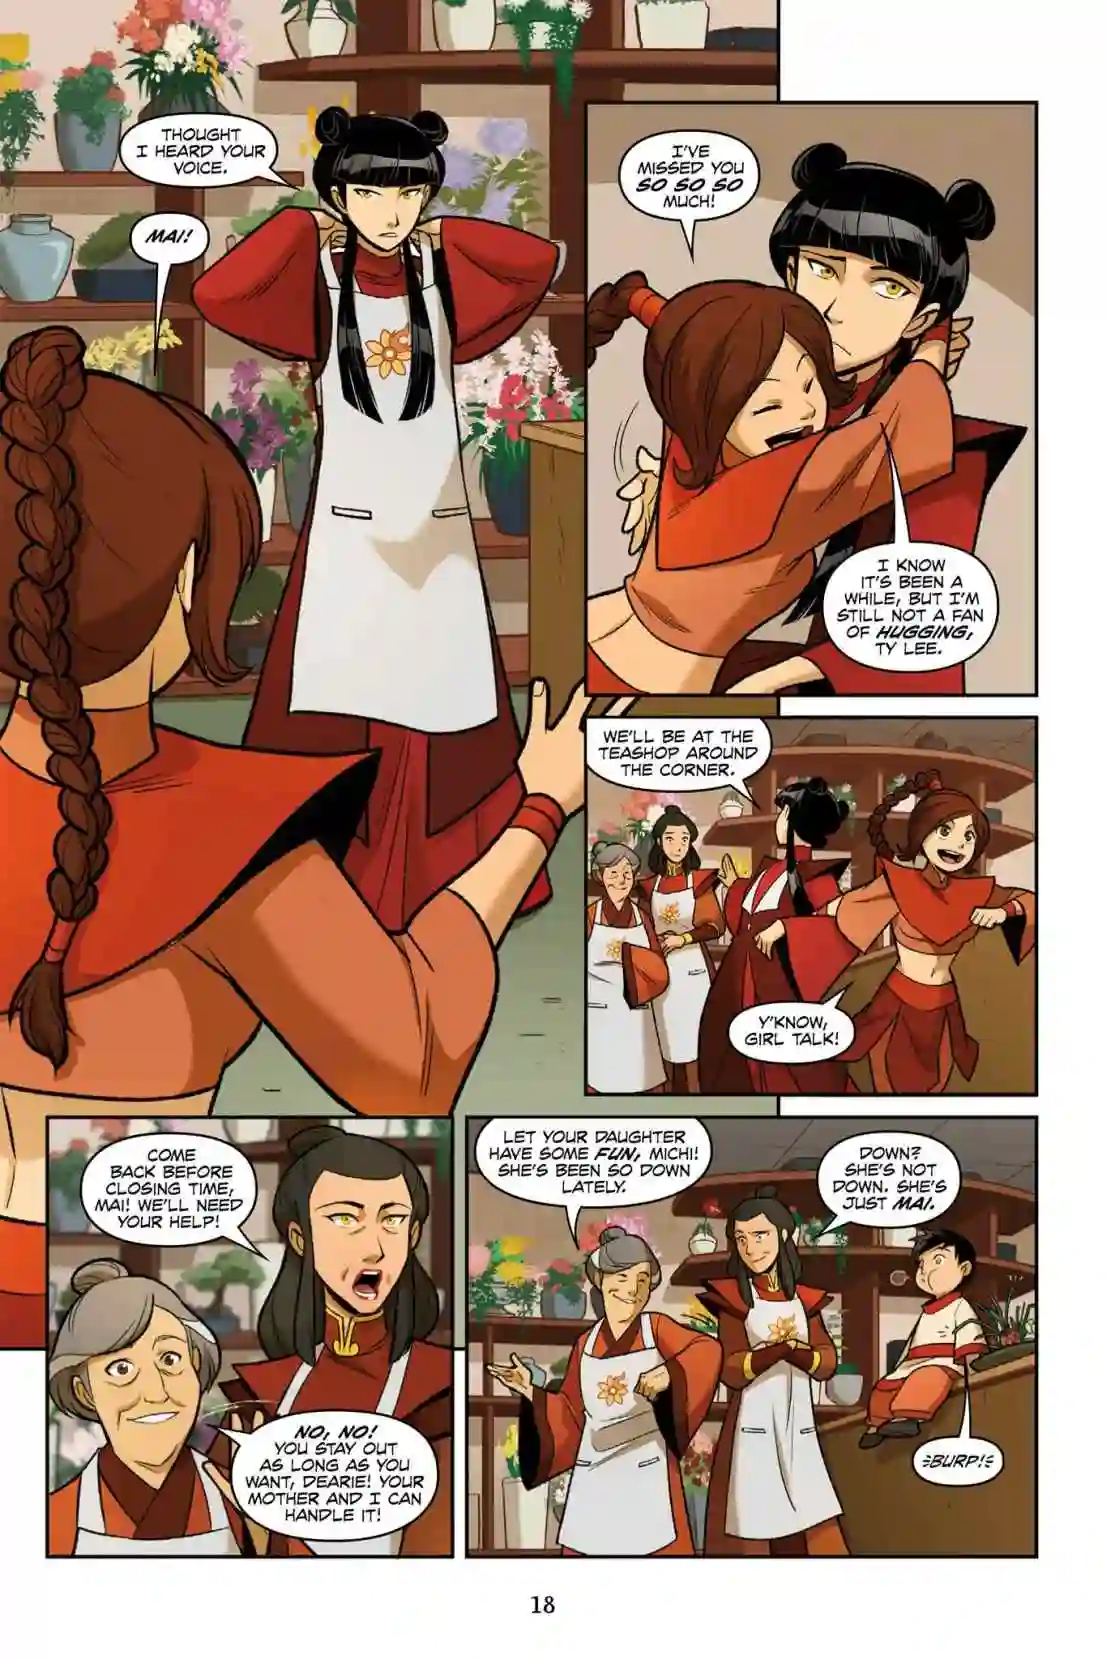 THOUGHT
I HEARD YOUR
VOICE.
MAI!
I'VE
MISSED YOU
SO SO SO
MUCH!
I KNOW
IT'S BEEN A
WHILE, BUT I'M
STILL NOT A FAN
OF HUGGING,
TY LEE.
WE'LL BE AT THE
TEASHOP AROUND
THE CORNER.
Y'KNOW,
GIRL TALK!
COME
BACK BEFORE
CLOSING TIME,
MAI! WE'LL NEED
YOUR HELP!
NO, NO!
YOU STAY OUT
AS LONG AS YOU
WANT, DEARIE! YOUR
MOTHER AND I CAN
HANDLE IT!
LET YOUR DAUGHTER
HAVE SOME FUN, MICHI!
SHE'S BEEN SO DOWN
LATELY.
DOWN?
SHE'S NOT
DOWN. SHE'S
JUST MAI.
BURP!
18